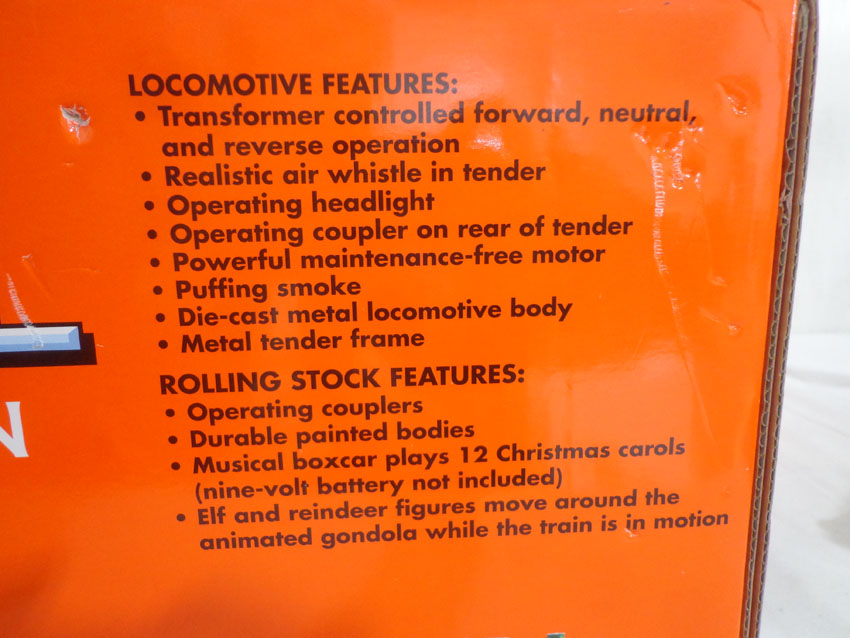 LOCOMOTIVE FEATURES:
• Transformer controlled forward, neutral,
and reverse operation
• Realistic air whistle in tender
• Operating headlight
• Operating coupler on rear of tender
• Powerful maintenance-free motor
• Puffing smoke
• Die-cast metal locomotive body
• Metal tender frame
ROLLING STOCK FEATURES:
• Operating couplers
• Durable painted bodies
• Musical boxcar plays 12 Christmas carols
(nine-volt battery not included)
• Elf and reindeer figures move around the
animated gondola while the train is in motion
N